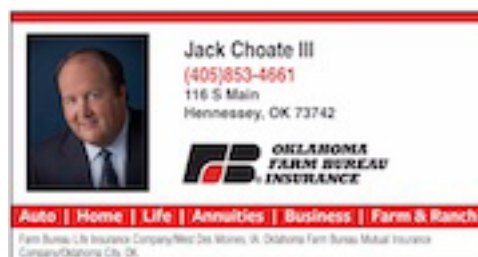 Jack Choate III
(405)853-4661
116 S Main
Hennessey, OK 73742
OKLAHOMA
FARM BUREAU
INSURANCE
Auto | Home | Life | Annuities | Business | Farm & Ranch
Farm Bureau Life Insurance Company/West Des Moines, IA. Oklahoma Farm Bureau Mutual Insurance
Company/Oklahoma City, OK.